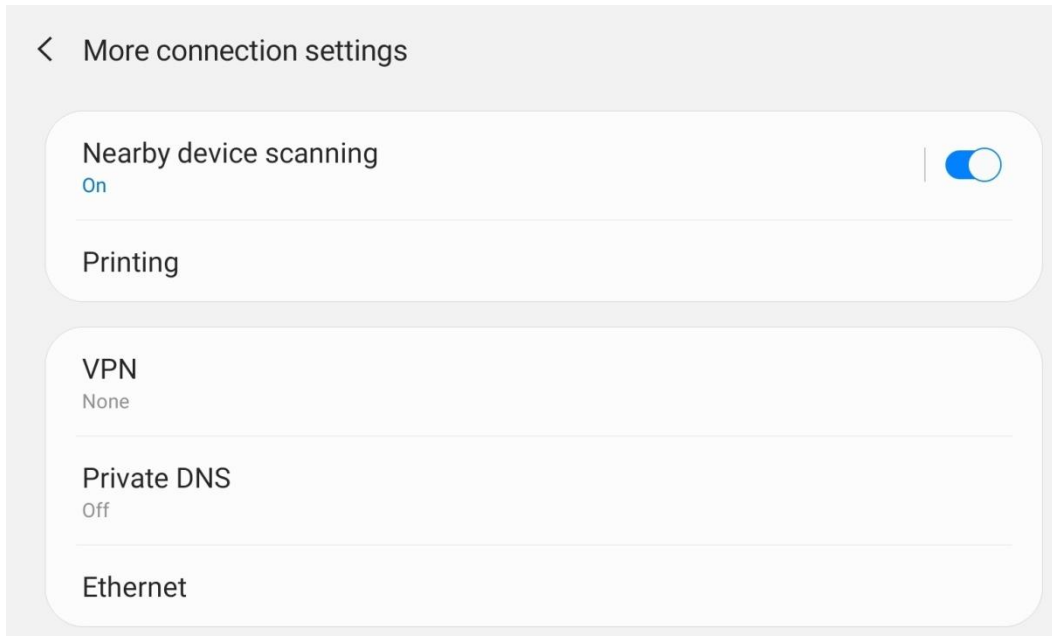 More connection settings
Nearby device scanning
On
Printing
VPN
None
Private DNS
Off
Ethernet